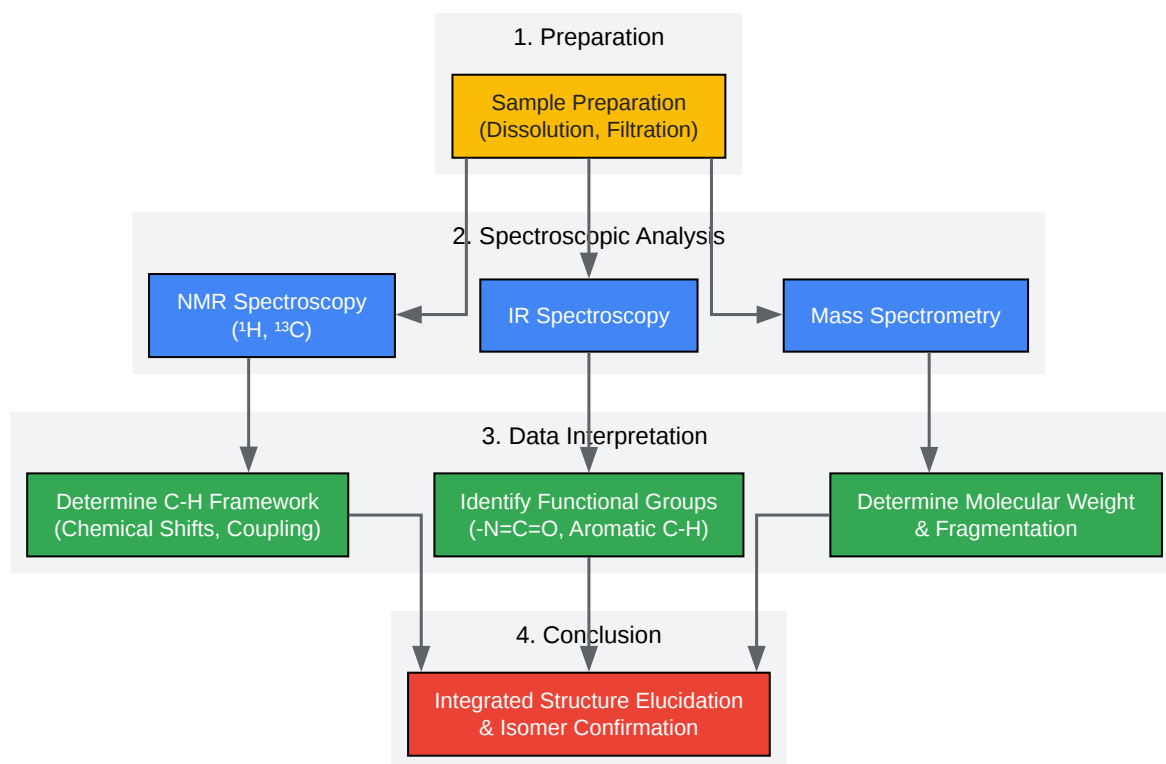 1. Preparation
Sample Preparation
(Dissolution, Filtration)
2. Spectroscopic Analysis
NMR Spectroscopy
(¹H, ¹³C)
IR Spectroscopy
Mass Spectrometry
3. Data Interpretation
Determine C-H Framework
(Chemical Shifts, Coupling)
Identify Functional Groups
(-N=C=O, Aromatic C-H)
Determine Molecular Weight
& Fragmentation
4. Conclusion
Integrated Structure Elucidation
& Isomer Confirmation